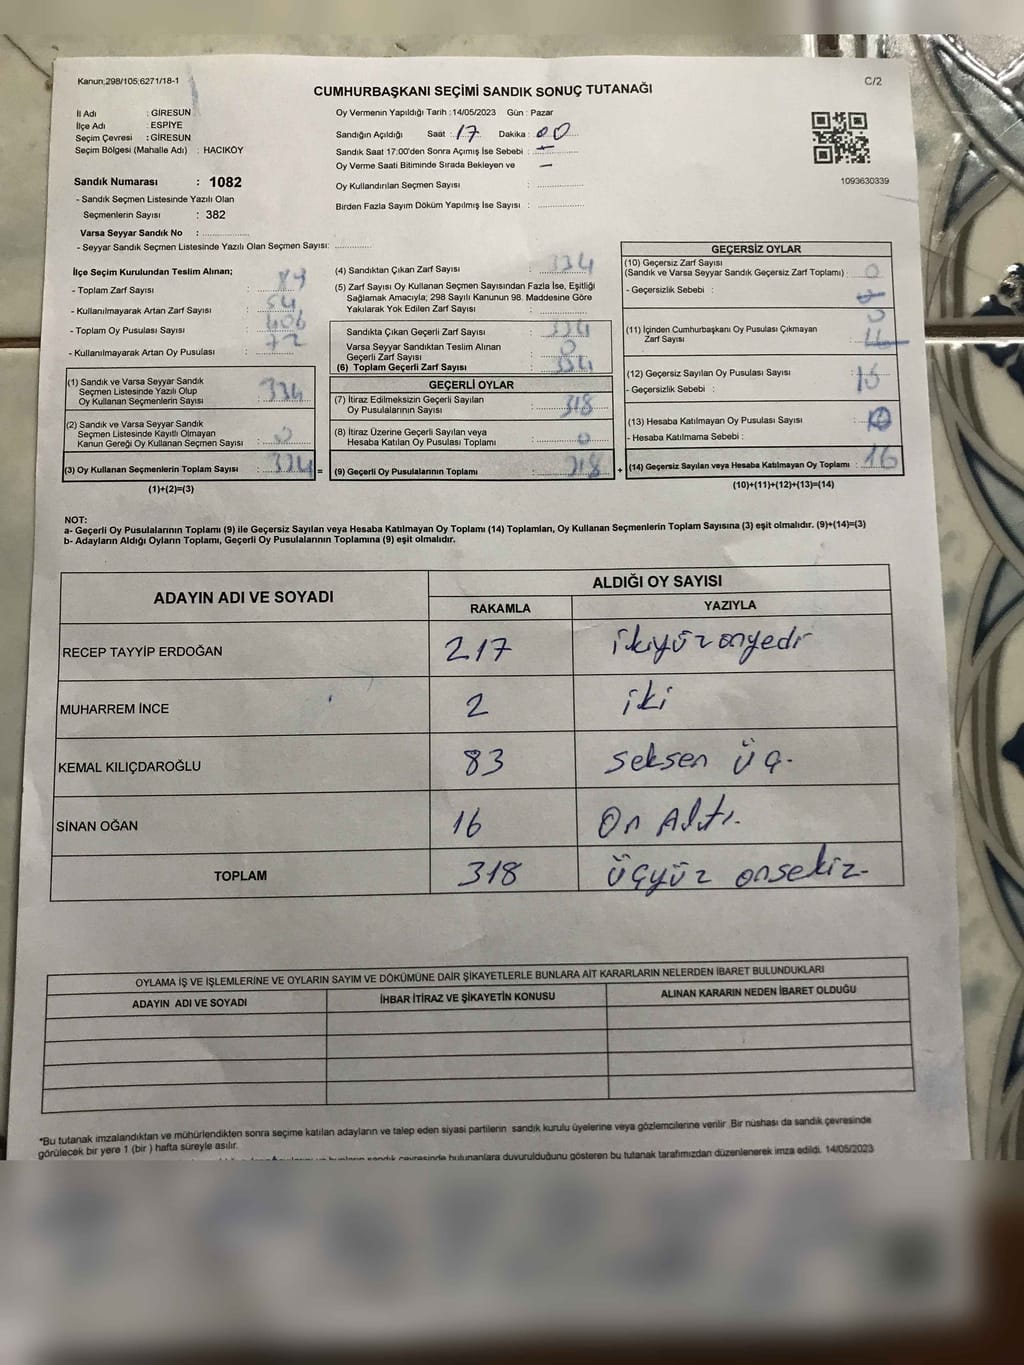 Kanun:298/105;6271/18-1
C/2
CUMHURBAŞKANI SEÇİMİ SANDIK SONUÇ TUTANAĞI
İl Adı : GİRESUN
İlçe Adı : ESPİYE
Seçim Çevresi : GİRESUN
Seçim Bölgesi (Mahalle Adı) : HACIKÖY
Oy Vermenin Yapıldığı Tarih :14/05/2023 Gün : Pazar
Sandığın Açıldığı Saat : 17 Dakika : 00
Sandık Saat 17:00'den Sonra Açımış İse Sebebi : –
Oy Verme Saati Bitiminde Sırada Bekleyen ve –
Oy Kullandırılan Seçmen Sayısı :
Birden Fazla Sayım Döküm Yapılmış İse Sayısı :
1093630339
Sandık Numarası : 1082
- Sandık Seçmen Listesinde Yazılı Olan
Seçmenlerin Sayısı : 382
Varsa Seyyar Sandık No :
- Seyyar Sandık Seçmen Listesinde Yazılı Olan Seçmen Sayısı:
İlçe Seçim Kurulundan Teslim Alınan;
- Toplam Zarf Sayısı :
- Kullanılmayarak Artan Zarf Sayısı : 54
- Toplam Oy Pusulası Sayısı : 406
- Kullanılmayarak Artan Oy Pusulası : 72
(1) Sandık ve Varsa Seyyar Sandık
Seçmen Listesinde Yazılı Olup
Oy Kullanan Seçmenlerin Sayısı : 334
(2) Sandık ve Varsa Seyyar Sandık
Seçmen Listesinde Kayıtlı Olmayan
Kanun Gereği Oy Kullanan Seçmen Sayısı : 0
(3) Oy Kullanan Seçmenlerin Toplam Sayısı : 334 =
(1)+(2)=(3)
(4) Sandıktan Çıkan Zarf Sayısı : 334
(5) Zarf Sayısı Oy Kullanan Seçmen Sayısından Fazla İse, Eşitliği
Sağlamak Amacıyla; 298 Sayılı Kanunun 98. Maddesine Göre
Yakılarak Yok Edilen Zarf Sayısı :
Sandıkta Çıkan Geçerli Zarf Sayısı : 334
Varsa Seyyar Sandıktan Teslim Alınan
Geçerli Zarf Sayısı : 0
(6) Toplam Geçerli Zarf Sayısı : 334
GEÇERLİ OYLAR
(7) İtiraz Edilmeksizin Geçerli Sayılan
Oy Pusulalarının Sayısı : 318
(8) İtiraz Üzerine Geçerli Sayılan veya
Hesaba Katılan Oy Pusulası Toplamı : 0
(9) Geçerli Oy Pusulalarının Toplamı : 318 +
GEÇERSİZ OYLAR
(10) Geçersiz Zarf Sayısı
(Sandık ve Varsa Seyyar Sandık Geçersiz Zarf Toplamı) : 0
- Geçersizlik Sebebi :
(11) İçinden Cumhurbaşkanı Oy Pusulası Çıkmayan
Zarf Sayısı :
(12) Geçersiz Sayılan Oy Pusulası Sayısı :
- Geçersizlik Sebebi :
(13) Hesaba Katılmayan Oy Pusulası Sayısı :
- Hesaba Katılmama Sebebi :
(14) Geçersiz Sayılan veya Hesaba Katılmayan Oy Toplamı : 16
(10)+(11)+(12)+(13)=(14)
NOT:
a- Geçerli Oy Pusulalarının Toplamı (9) ile Geçersiz Sayılan veya Hesaba Katılmayan Oy Toplamı (14) Toplamları, Oy Kullanan Seçmenlerin Toplam Sayısına (3) eşit olmalıdır. (9)+(14)=(3)
b- Adayların Aldığı Oyların Toplamı, Geçerli Oy Pusulalarının Toplamına (9) eşit olmalıdır.
ADAYIN ADI VE SOYADI ALDIĞI OY SAYISI
RAKAMLA YAZIYLA
RECEP TAYYİP ERDOĞAN 217 ikiyüzonyedi
MUHARREM İNCE 2 iki
KEMAL KILIÇDAROĞLU 83 seksen üç.
SİNAN OĞAN 16 On Altı.
TOPLAM 318 üçyüz onsekiz.
OYLAMA İŞ VE İŞLEMLERİNE VE OYLARIN SAYIM VE DÖKÜMÜNE DAİR ŞİKAYETLERLE BUNLARA AİT KARARLARIN NELERDEN İBARET BULUNDUKLARI
ADAYIN ADI VE SOYADI İHBAR İTİRAZ VE ŞİKAYETİN KONUSU ALINAN KARARIN NEDEN İBARET OLDUĞU
*Bu tutanak imzalandıktan ve mühürlendikten sonra seçime katılan adayların ve talep eden siyasi partilerin sandık kurulu üyelerine veya gözlemcilerine verilir. Bir nüshası da sandık çevresinde
görülecek bir yere 1 (bir ) hafta süreyle asılır.
sandık çevresinde bulunanlara duyurulduğunu gösteren bu tutanak tarafımızdan düzenlenerek imza edildi. 14/05/2023